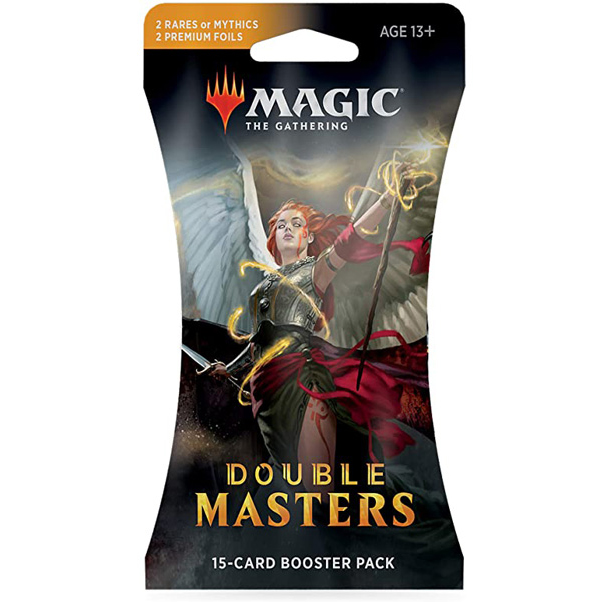 2 RARES or MYTHICS
2 PREMIUM FOILS
AGE 13+
MAGIC
THE GATHERING
DOUBLE
MASTERS
15-CARD BOOSTER PACK